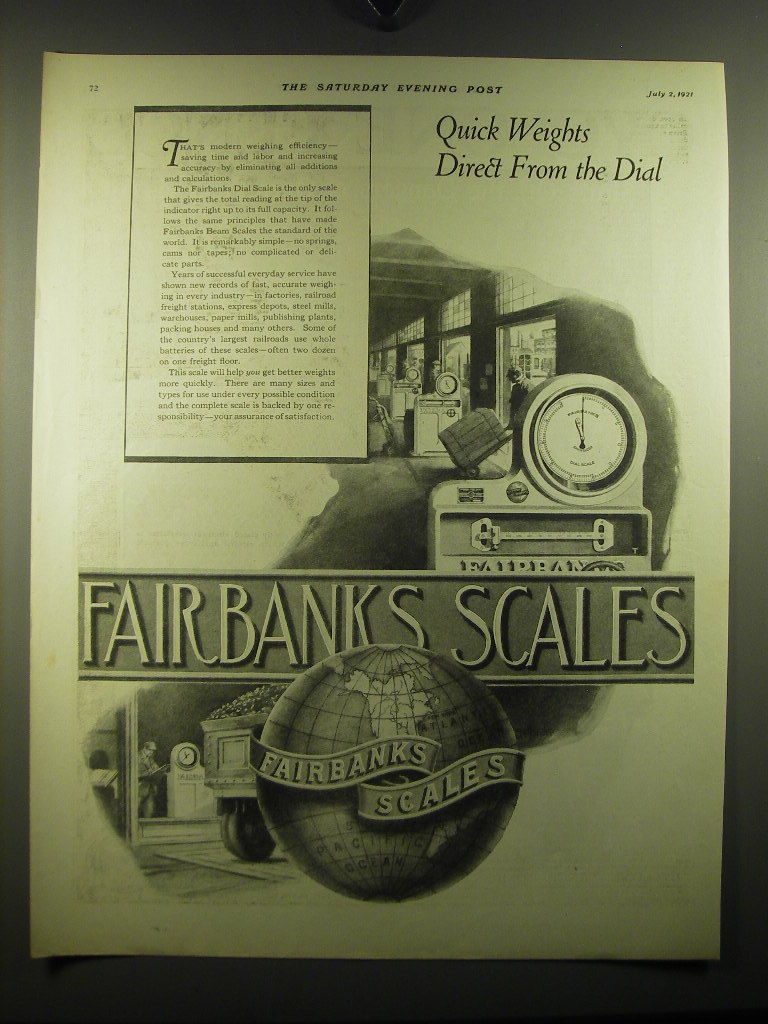 72
THE SATURDAY EVENING POST
July 2, 1921
Quick Weights
Direct From the Dial
THAT'S modern weighing efficiency—
saving time and labor and increasing
accuracy by eliminating all additions
and calculations.
The Fairbanks Dial Scale is the only scale
that gives the total reading at the tip of the
indicator right up to its full capacity. It fol-
lows the same principles that have made
Fairbanks Beam Scales the standard of the
world. It is remarkably simple—no springs,
cams nor tapes; no complicated or deli-
cate parts.
Years of successful everyday service have
shown new records of fast, accurate weigh-
ing in every industry—in factories, railroad
freight stations, express depots, steel mills,
warehouses, paper mills, publishing plants,
packing houses and many others. Some of
the country's largest railroads use whole
batteries of these scales—often two dozen
on one freight floor.
This scale will help you get better weights
more quickly. There are many sizes and
types for use under every possible condition
and the complete scale is backed by one re-
sponsibility—your assurance of satisfaction.
FAIRBANKS
DIAL SCALE
FAIRBANKS
FAIRBANKS SCALES
ATLANTIC
OCEAN
FAIRBANKS
SCALES
PACIFIC
OCEAN